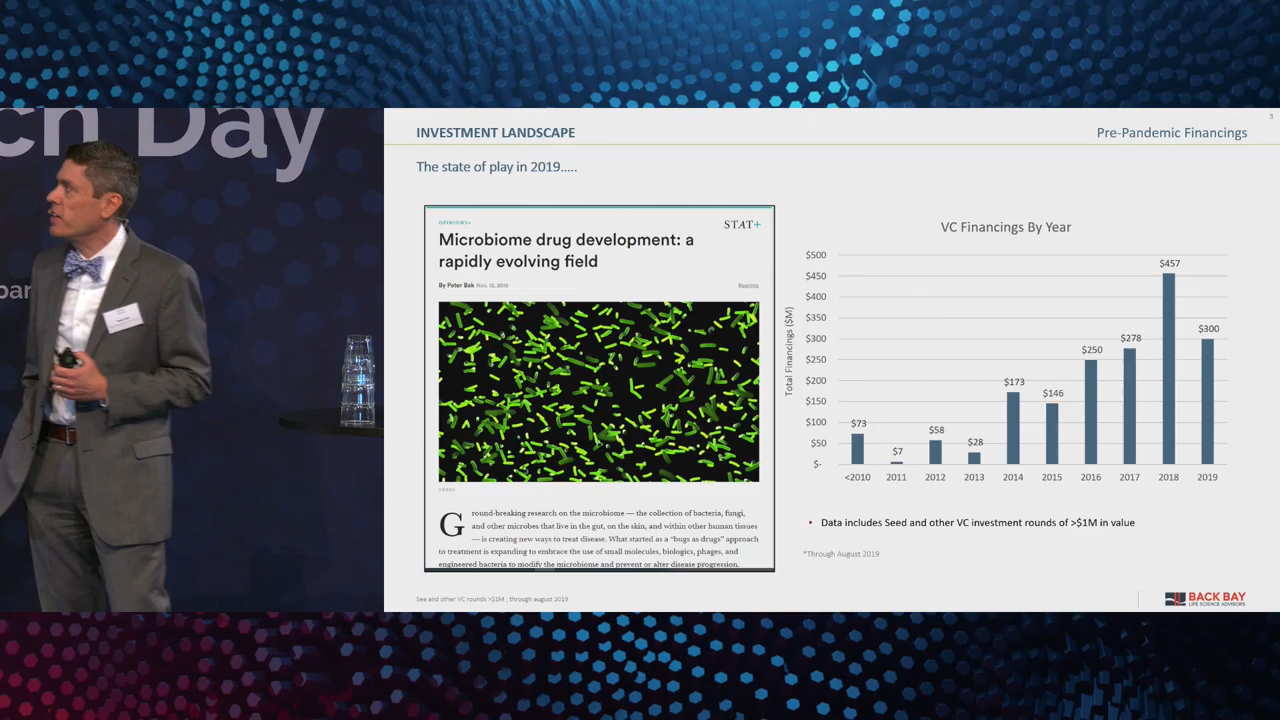 ch Day
par
3
INVESTMENT LANDSCAPE
Pre-Pandemic Financings
The state of play in 2019.....
OPINIONS+
STAT+
Microbiome drug development: a
rapidly evolving field
By Peter Bak Nov. 13, 2019
Reprints
G round-breaking research on the microbiome — the collection of bacteria, fungi,
and other microbes that live in the gut, on the skin, and within other human tissues
— is creating new ways to treat disease. What started as a “bugs as drugs” approach
to treatment is expanding to embrace the use of small molecules, biologics, phages, and
engineered bacteria to modify the microbiome and prevent or alter disease progression.
VC Financings By Year
Total Financings ($M)
$500
$450
$400
$350
$300
$250
$200
$150
$100
$50
$-
$73
$7
$58
$28
$173
$146
$250
$278
$457
$300
<2010 2011 2012 2013 2014 2015 2016 2017 2018 2019
• Data includes Seed and other VC investment rounds of >$1M in value
*Through August 2019
See and other VC rounds >$1M ; through august 2019
BACK BAY
LIFE SCIENCE ADVISORS